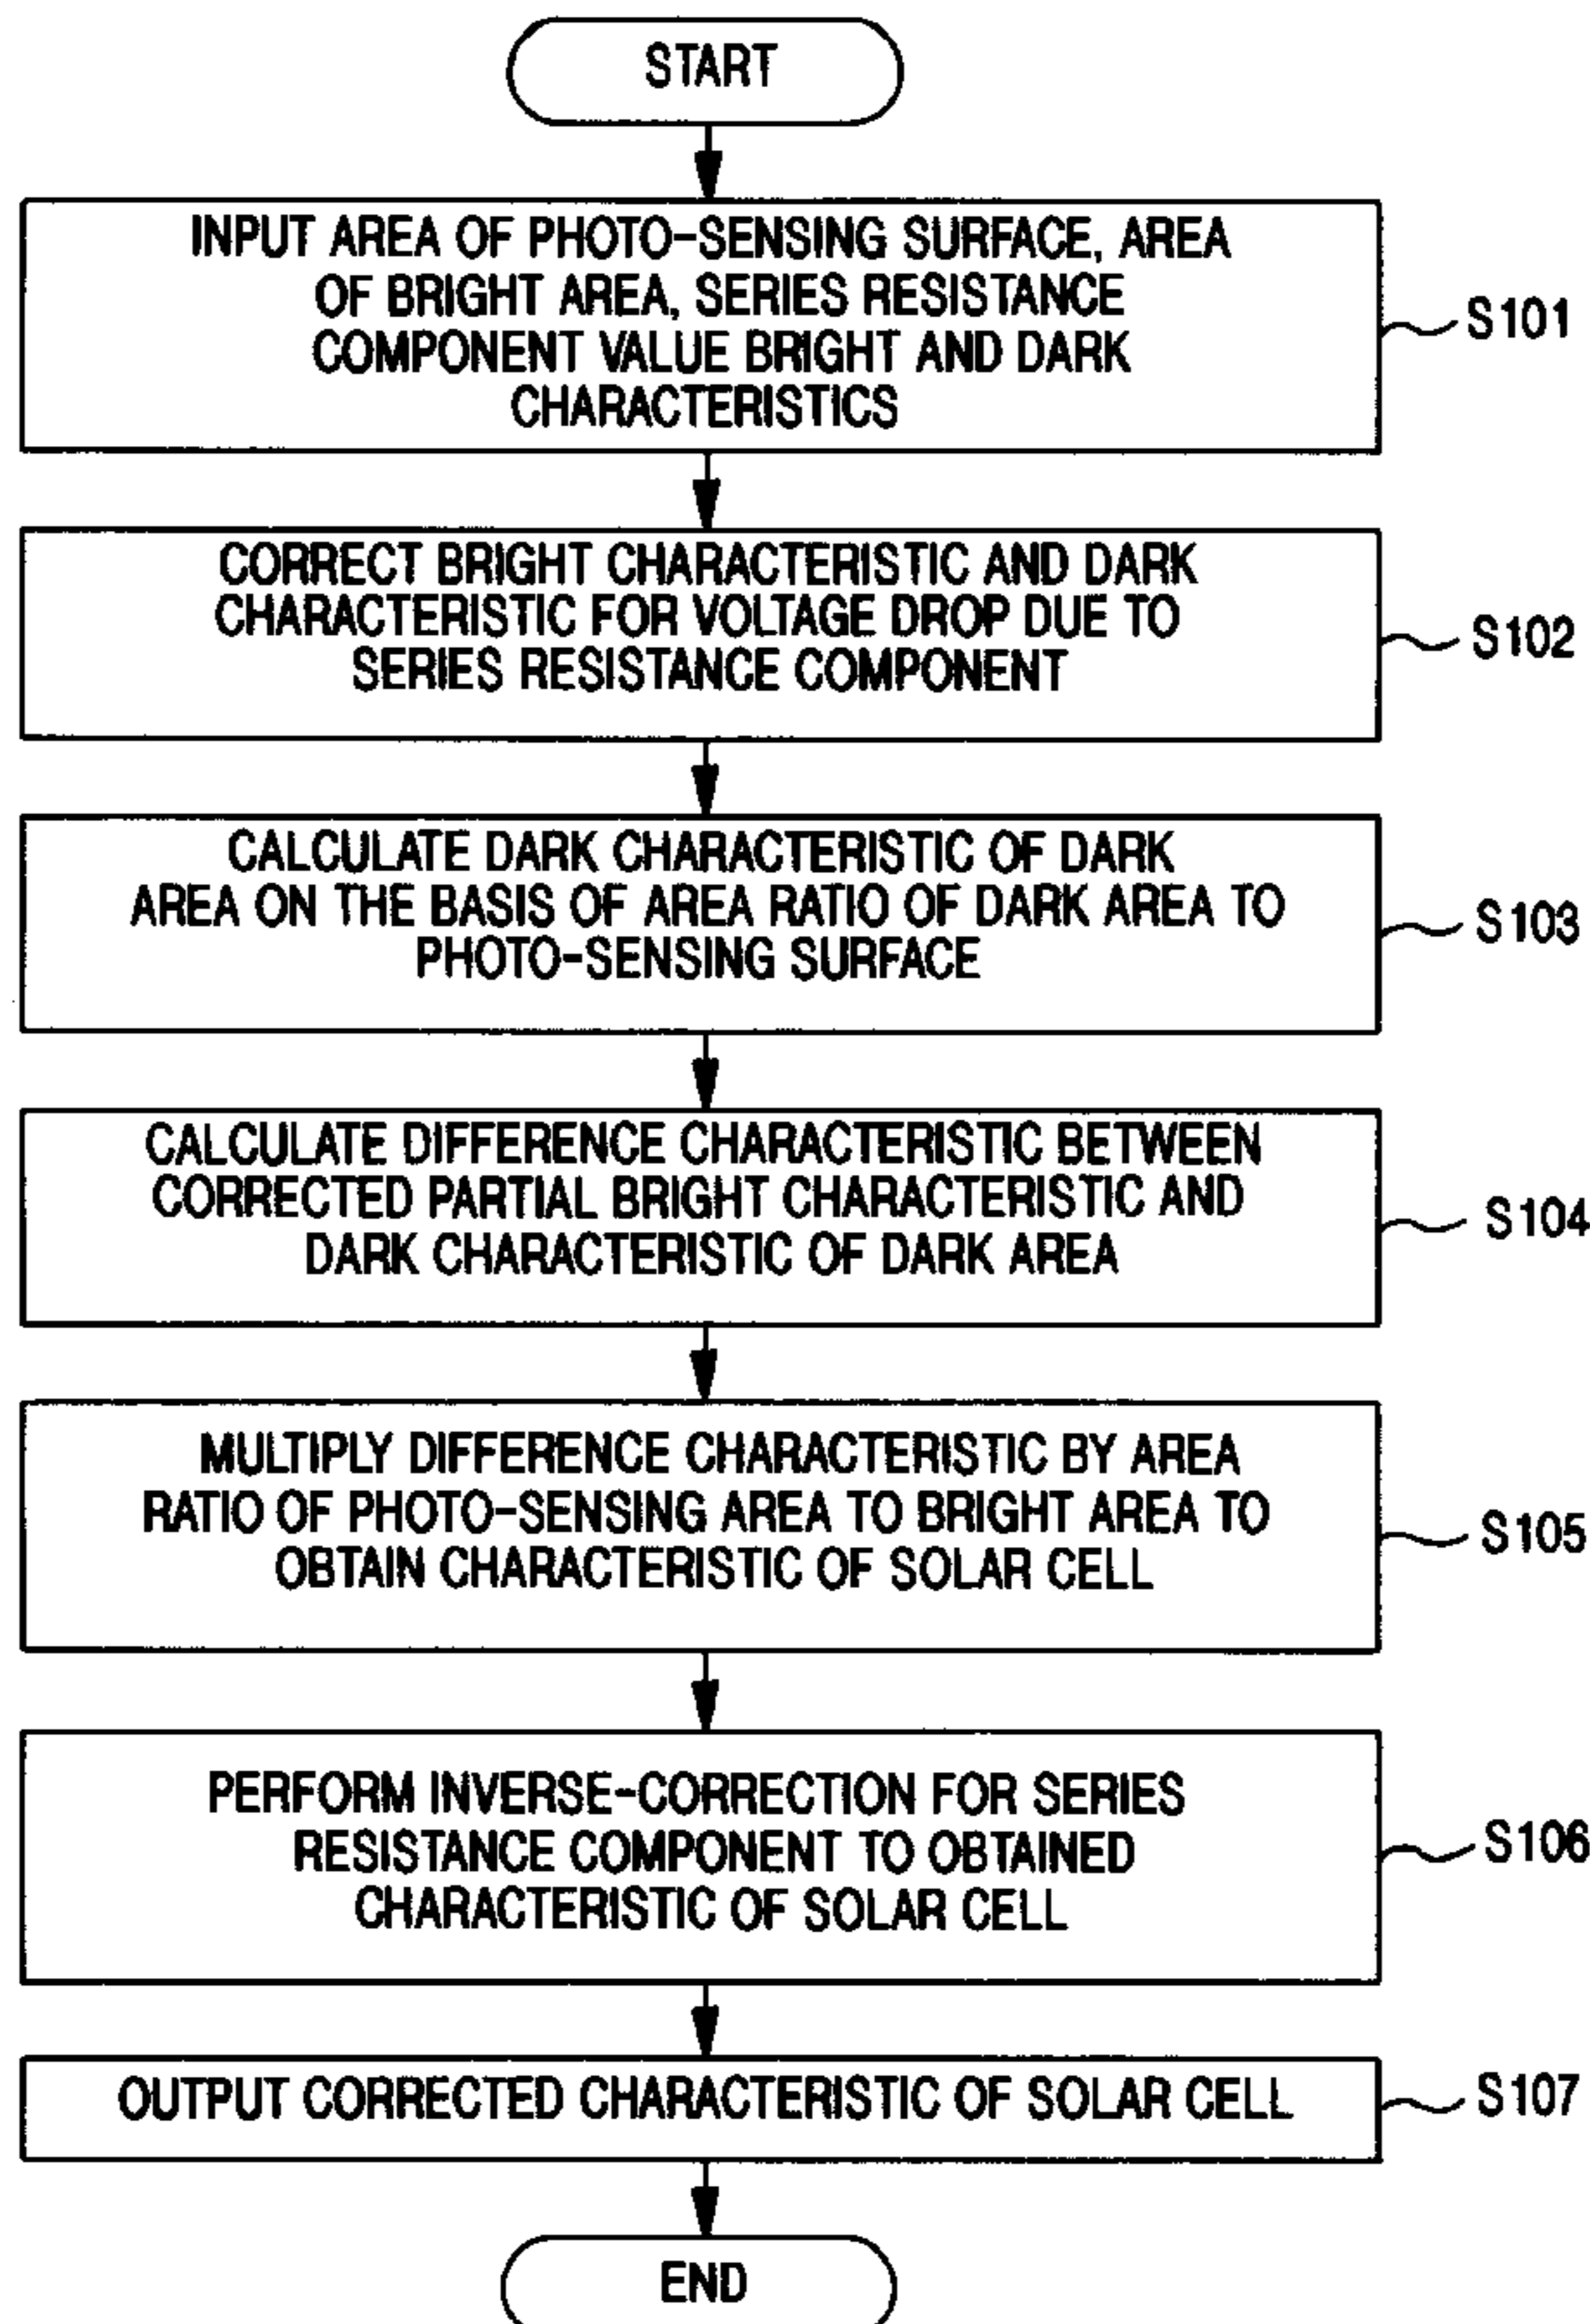 START
INPUT AREA OF PHOTO-SENSING SURFACE, AREA
OF BRIGHT AREA, SERIES RESISTANCE
COMPONENT VALUE BRIGHT AND DARK
CHARACTERISTICS
S101
CORRECT BRIGHT CHARACTERISTIC AND DARK
CHARACTERISTIC FOR VOLTAGE DROP DUE TO
SERIES RESISTANCE COMPONENT
S102
CALCULATE DARK CHARACTERISTIC OF DARK
AREA ON THE BASIS OF AREA RATIO OF DARK AREA TO
PHOTO-SENSING SURFACE
S103
CALCULATE DIFFERENCE CHARACTERISTIC BETWEEN
CORRECTED PARTIAL BRIGHT CHARACTERISTIC AND
DARK CHARACTERISTIC OF DARK AREA
S104
MULTIPLY DIFFERENCE CHARACTERISTIC BY AREA
RATIO OF PHOTO-SENSING AREA TO BRIGHT AREA TO
OBTAIN CHARACTERISTIC OF SOLAR CELL
S105
PERFORM INVERSE-CORRECTION FOR SERIES
RESISTANCE COMPONENT TO OBTAINED
CHARACTERISTIC OF SOLAR CELL
S106
OUTPUT CORRECTED CHARACTERISTIC OF SOLAR CELL
S107
END